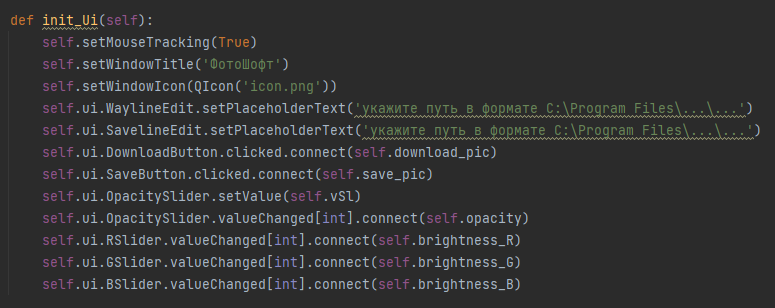 def init_Ui(self):
self.setMouseTracking(True)
self.setWindowTitle('ФотоШофт')
self.setWindowIcon(QIcon('icon.png'))
self.ui.WaylineEdit.setPlaceholderText('укажите путь в формате C:\Program Files\...\...')
self.ui.SavelineEdit.setPlaceholderText('укажите путь в формате C:\Program Files\...\...')
self.ui.DownloadButton.clicked.connect(self.download_pic)
self.ui.SaveButton.clicked.connect(self.save_pic)
self.ui.OpacitySlider.setValue(self.vSl)
self.ui.OpacitySlider.valueChanged[int].connect(self.opacity)
self.ui.RSlider.valueChanged[int].connect(self.brightness_R)
self.ui.GSlider.valueChanged[int].connect(self.brightness_G)
self.ui.BSlider.valueChanged[int].connect(self.brightness_B)